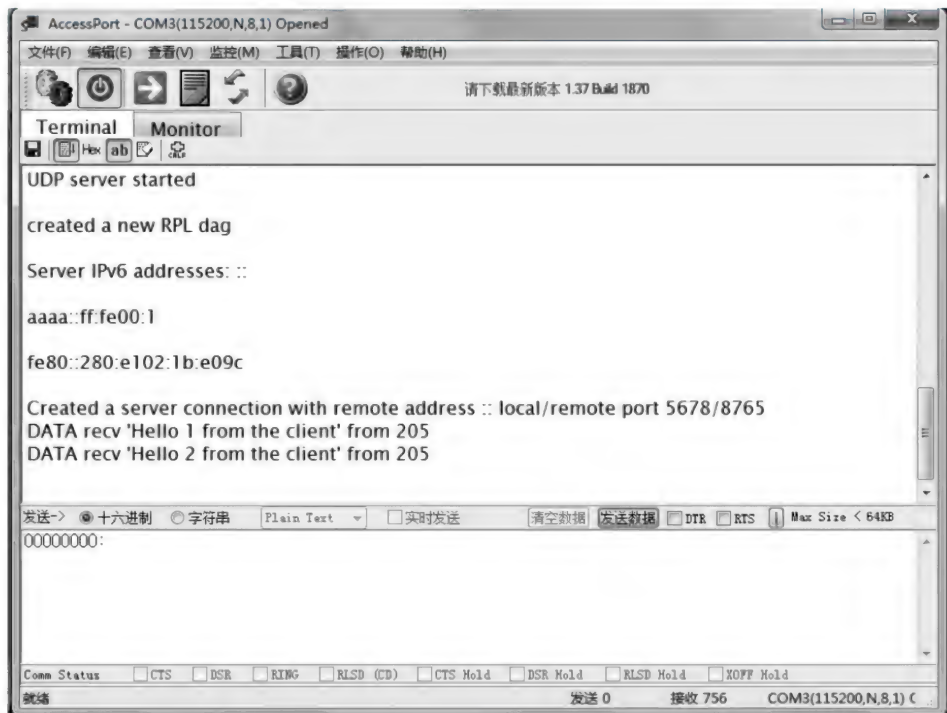 AccessPort - COM3(115200,N,8,1) Opened
文件(F) 编辑(E) 查看(V) 监控(M) 工具(T) 操作(O) 帮助(H)
请下载最新版本 1.37 Build 1870
Terminal Monitor
Hex ab CRLF
UDP server started
created a new RPL dag
Server IPv6 addresses: ::
aaaa::ff:fe00:1
fe80::280:e102:1b:e09c
Created a server connection with remote address :: local/remote port 5678/8765
DATA recv 'Hello 1 from the client' from 205
DATA recv 'Hello 2 from the client' from 205
发送-> 十六进制 字符串 Plain Text 实时发送 清空数据 发送数据 DTR RTS Max Size < 64KB
00000000:
Comm Status CTS DSR RING RLSD (CD) CTS Hold DSR Hold RLSD Hold XOFF Hold
就绪 发送 0 接收 756 COM3(115200,N,8,1)